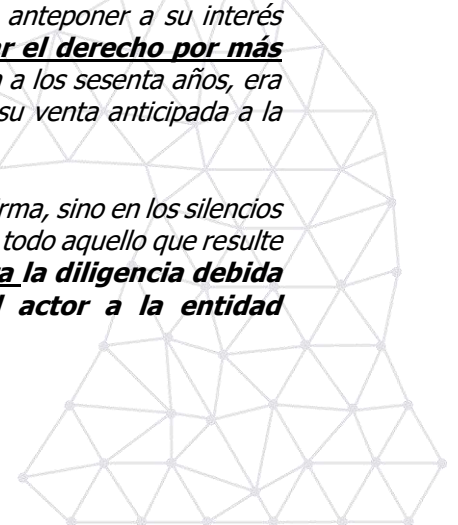 anteponer a su interés
ar el derecho por más
a los sesenta años, era
su venta anticipada a la
rma, sino en los silencios
todo aquello que resulte
la diligencia debida
actor a la entidad